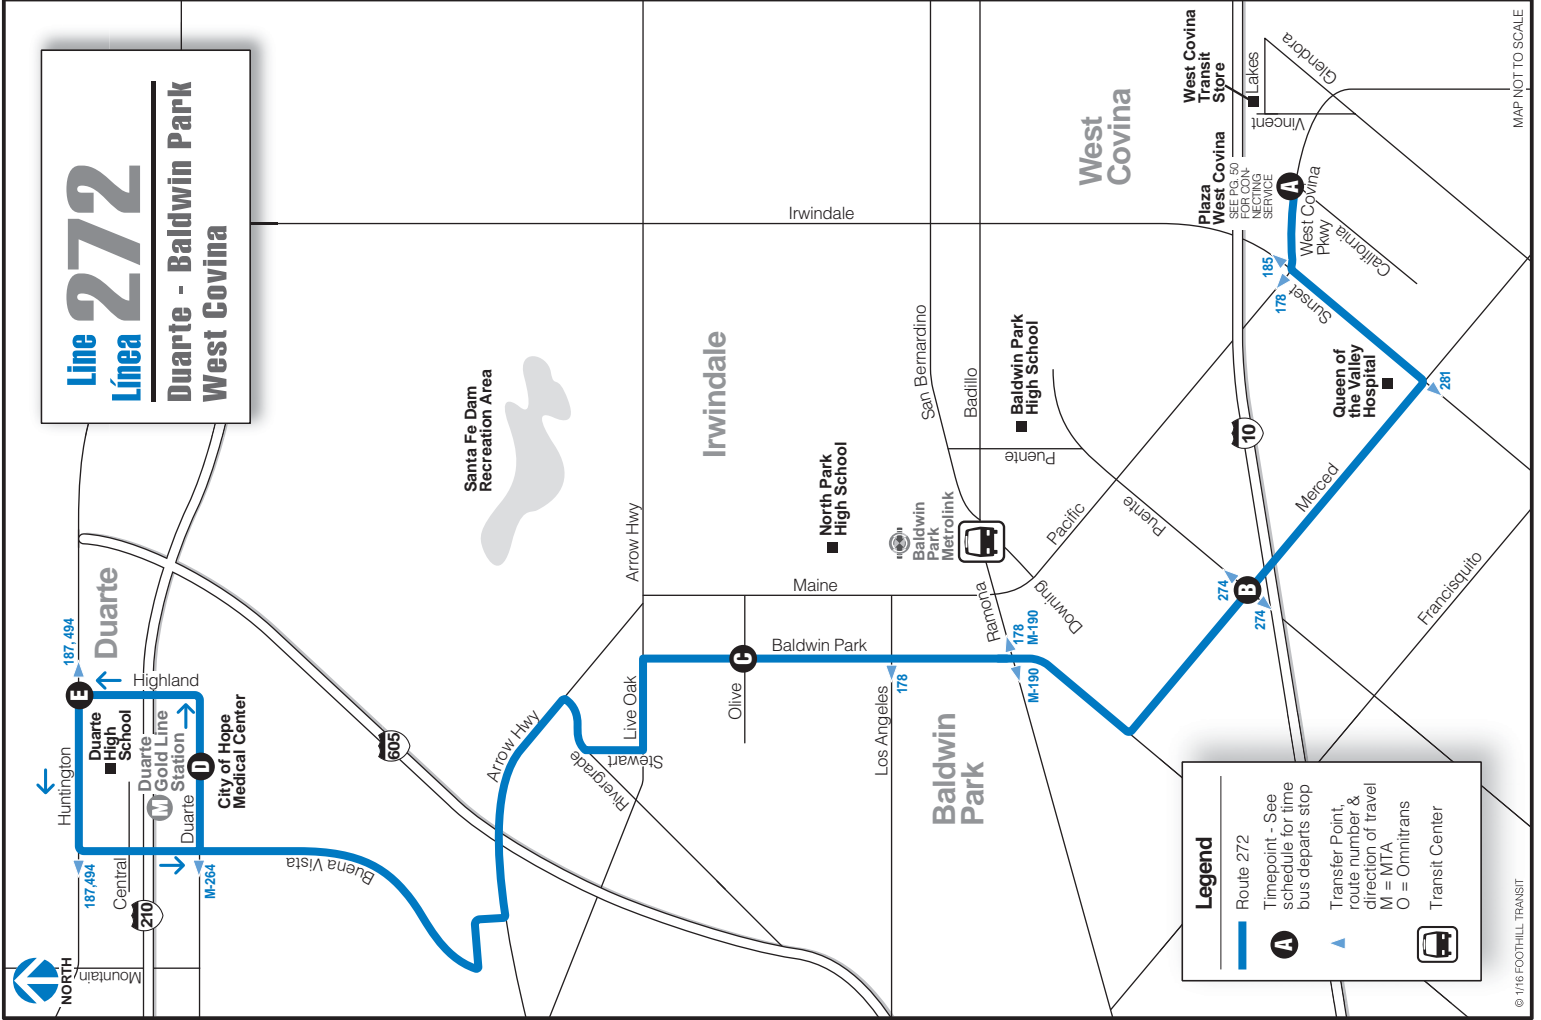 Line
Línea
272
Duarte - Baldwin Park
West Covina
NORTH
Mountain
210
Central
187,494
M-264
Huntington
Duarte
High
School
Duarte
Gold Line
Station
M
Duarte
City of Hope
Medical Center
D
E
Highland
187, 494
Duarte
Buena Vista
605
Arrow Hwy
Rivergrade
Stewart
Live Oak
Santa Fe Dam
Recreation Area
Irwindale
Arrow Hwy
Maine
Olive
C
Baldwin Park
North Park
High School
Los Angeles
178
Baldwin
Park
Baldwin
Park
Metrolink
Ramona
178
M-190
M-190
Downing
Pacific
San Bernardino
Badillo
Baldwin Park
High School
Puente
Puente
Irwindale
West
Covina
274
B
274
10
Merced
Francisquito
Queen of
the Valley
Hospital
281
Sunset
178
185
Plaza
West Covina
SEE PG. 50
FOR CON-
NECTING
SERVICE
A
West Covina
Pkwy
California
West Covina
Transit
Store
Lakes
Vincent
Glendora
MAP NOT TO SCALE
Legend
Route 272
A
Timepoint - See
schedule for time
bus departs stop
Transfer Point,
route number &
direction of travel
M = MTA
O = Omnitrans
Transit Center
© 1/16 FOOTHILL TRANSIT